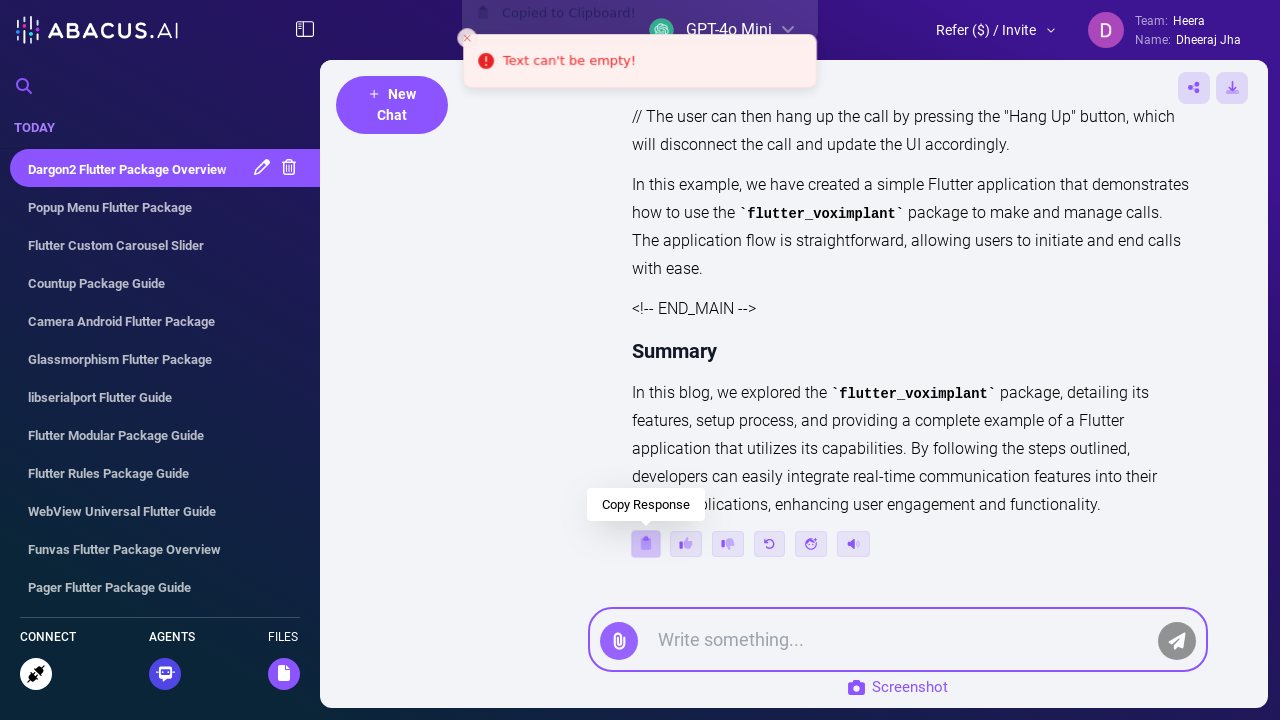 ABACUS.AI
Copied to Clipboard!
GPT-4o Mini
Refer ($) / Invite
D
Team: Heera
Name: Dheeraj Jha
Text can't be empty!
+ New
Chat
TODAY
Dargon2 Flutter Package Overview
Popup Menu Flutter Package
Flutter Custom Carousel Slider
Countup Package Guide
Camera Android Flutter Package
Glassmorphism Flutter Package
libserialport Flutter Guide
Flutter Modular Package Guide
Flutter Rules Package Guide
WebView Universal Flutter Guide
Funvas Flutter Package Overview
Pager Flutter Package Guide
CONNECT
AGENTS
FILES
// The user can then hang up the call by pressing the "Hang Up" button, which
will disconnect the call and update the UI accordingly.
In this example, we have created a simple Flutter application that demonstrates
how to use the `flutter_voximplant` package to make and manage calls.
The application flow is straightforward, allowing users to initiate and end calls
with ease.
<!-- END_MAIN -->
Summary
In this blog, we explored the `flutter_voximplant` package, detailing its
features, setup process, and providing a complete example of a Flutter
application that utilizes its capabilities. By following the steps outlined,
developers can easily integrate real-time communication features into their
plications, enhancing user engagement and functionality.
Copy Response
Write something...
Screenshot